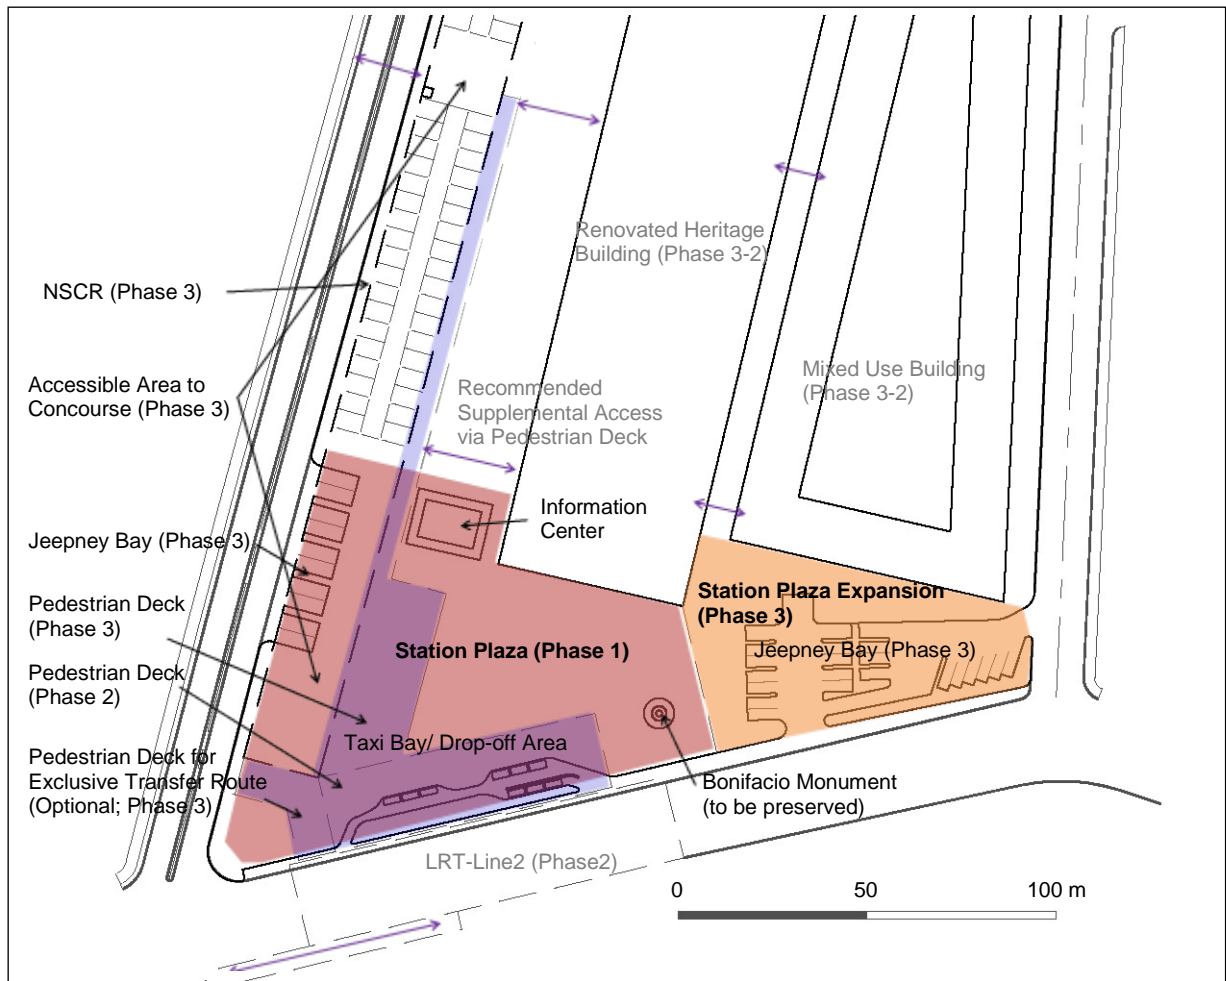 Renovated Heritage
Building (Phase 3-2)
NSCR (Phase 3)
Accessible Area to
Concourse (Phase 3)
Recommended
Supplemental Access
via Pedestrian Deck
Mixed Use Building
(Phase 3-2)
Information
Center
Jeepney Bay (Phase 3)
Pedestrian Deck
(Phase 3)
Station Plaza (Phase 1)
Station Plaza Expansion
(Phase 3)
Jeepney Bay (Phase 3)
Pedestrian Deck
(Phase 2)
Taxi Bay/ Drop-off Area
Pedestrian Deck for
Exclusive Transfer Route
(Optional; Phase 3)
Bonifacio Monument
(to be preserved)
LRT-Line2 (Phase2)
0 50 100 m